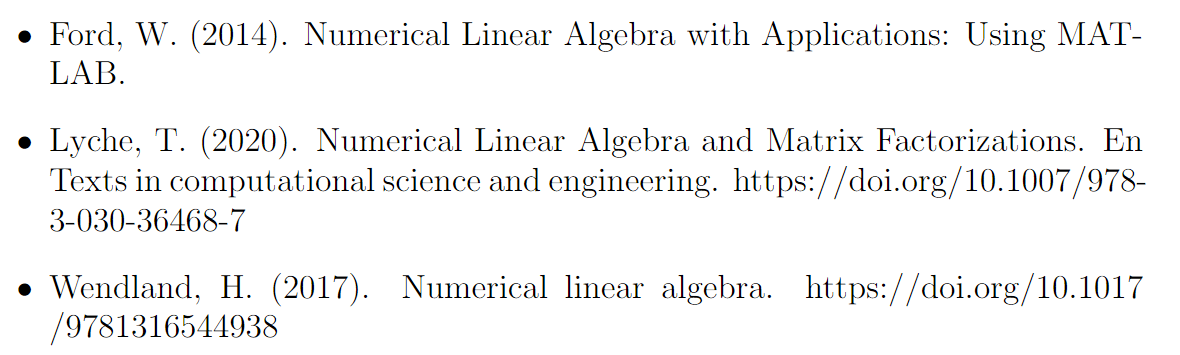 • Ford, W. (2014). Numerical Linear Algebra with Applications: Using MAT-
LAB.
• Lyche, T. (2020). Numerical Linear Algebra and Matrix Factorizations. En
Texts in computational science and engineering. https://doi.org/10.1007/978-
3-030-36468-7
• Wendland, H. (2017). Numerical linear algebra. https://doi.org/10.1017
/9781316544938